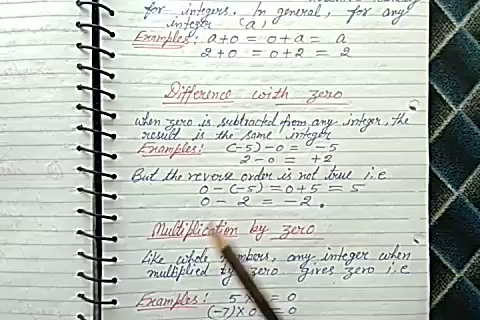 for integers. In general, for any
integer (a,
Examples: a+0 = 0+a = a
2+0 = 0+2 = 2
Difference with zero
When zero is subtracted from any integer, the
result is the same integer
Examples: (-5)-0 = -5
2-0 = +2
But the reverse order is not true i.e
0-(-5) = 0+5 = 5
0-2 = -2.
Multiplication by zero
Like whole numbers, any integer when
multiplied by zero gives zero i.e
Examples: 5 × = 0
(-7)×0 = 0